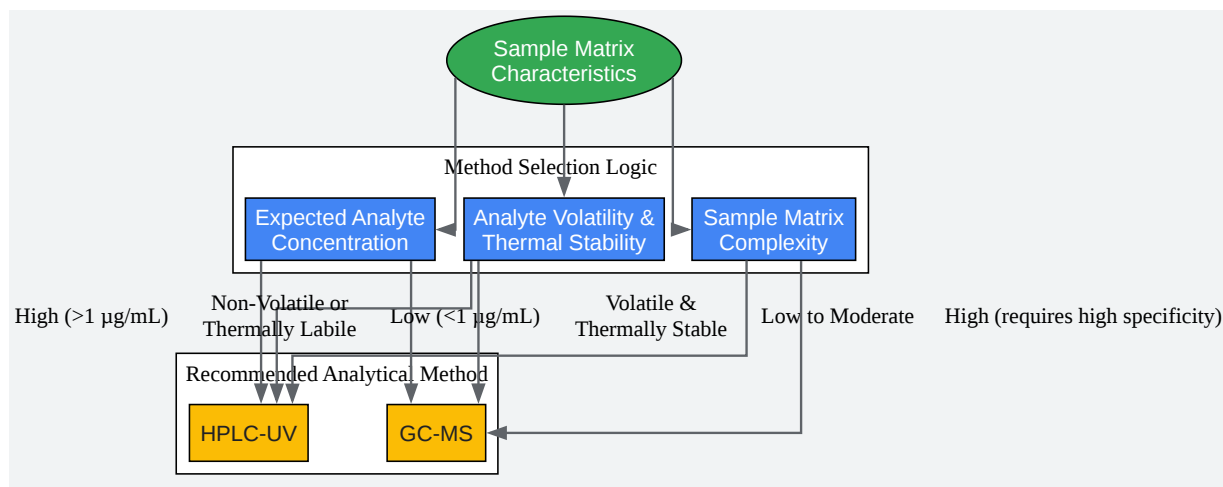 Sample Matrix
Characteristics
Method Selection Logic
Expected Analyte
Concentration
Analyte Volatility &
Thermal Stability
Sample Matrix
Complexity
High (>1 µg/mL)
Non-Volatile or
Thermally Labile
Low (<1 µg/mL)
Volatile &
Thermally Stable
Low to Moderate
High (requires high specificity)
Recommended Analytical Method
HPLC-UV
GC-MS